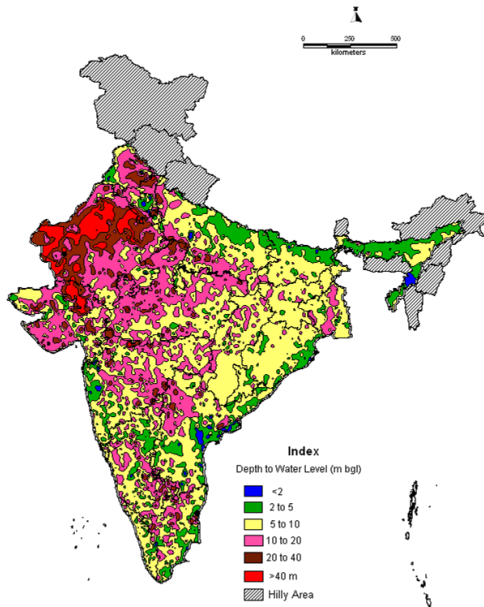 N
0 250 500
kilometers
Index
Depth to Water Level (m bgl)
<2
2 to 5
5 to 10
10 to 20
20 to 40
>40 m
Hilly Area